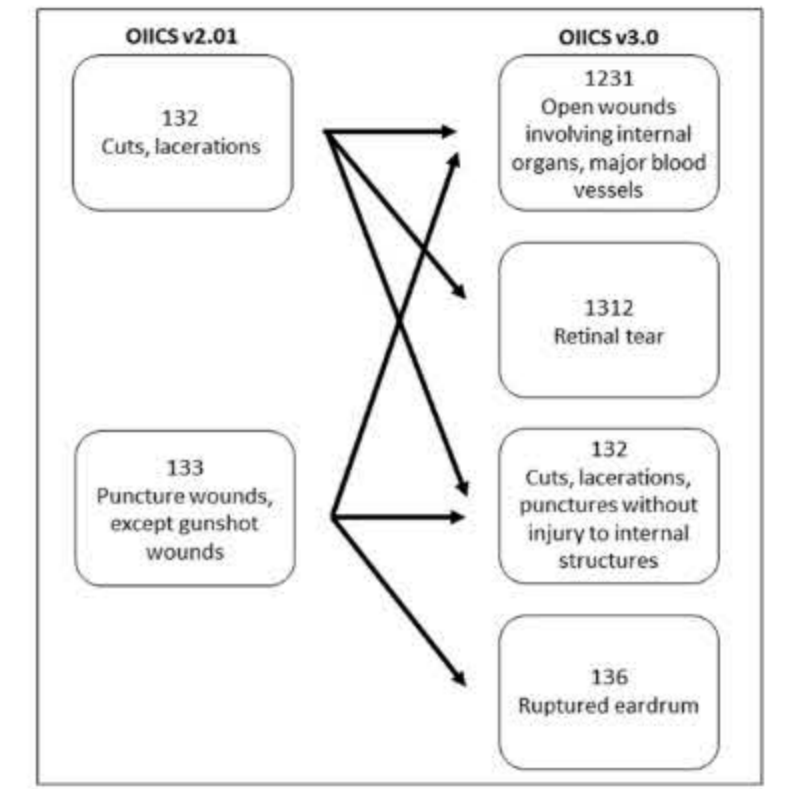 OIICS v2.01
132
Cuts, lacerations
133
Puncture wounds,
except gunshot
wounds
OIICS v3.0
1231
Open wounds
involving internal
organs, major blood
vessels
1312
Retinal tear
132
Cuts, lacerations,
punctures without
injury to internal
structures
136
Ruptured eardrum